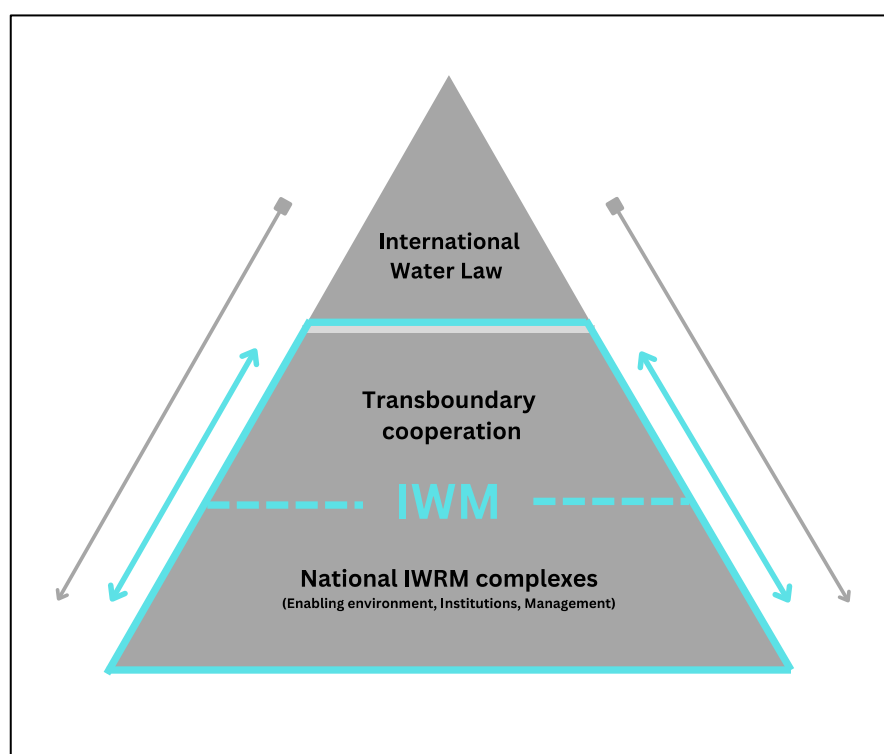 International
Water Law
Transboundary
cooperation
IWM
National IWRM complexes
(Enabling environment, Institutions, Management)